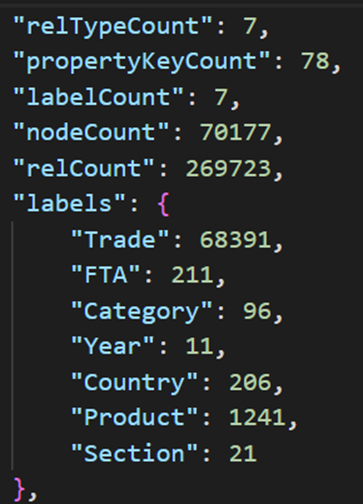 "relTypeCount": 7,
"propertyKeyCount": 78,
"labelCount": 7,
"nodeCount": 70177,
"relCount": 269723,
"labels": {
"Trade": 68391,
"FTA": 211,
"Category": 96,
"Year": 11,
"Country": 206,
"Product": 1241,
"Section": 21
},